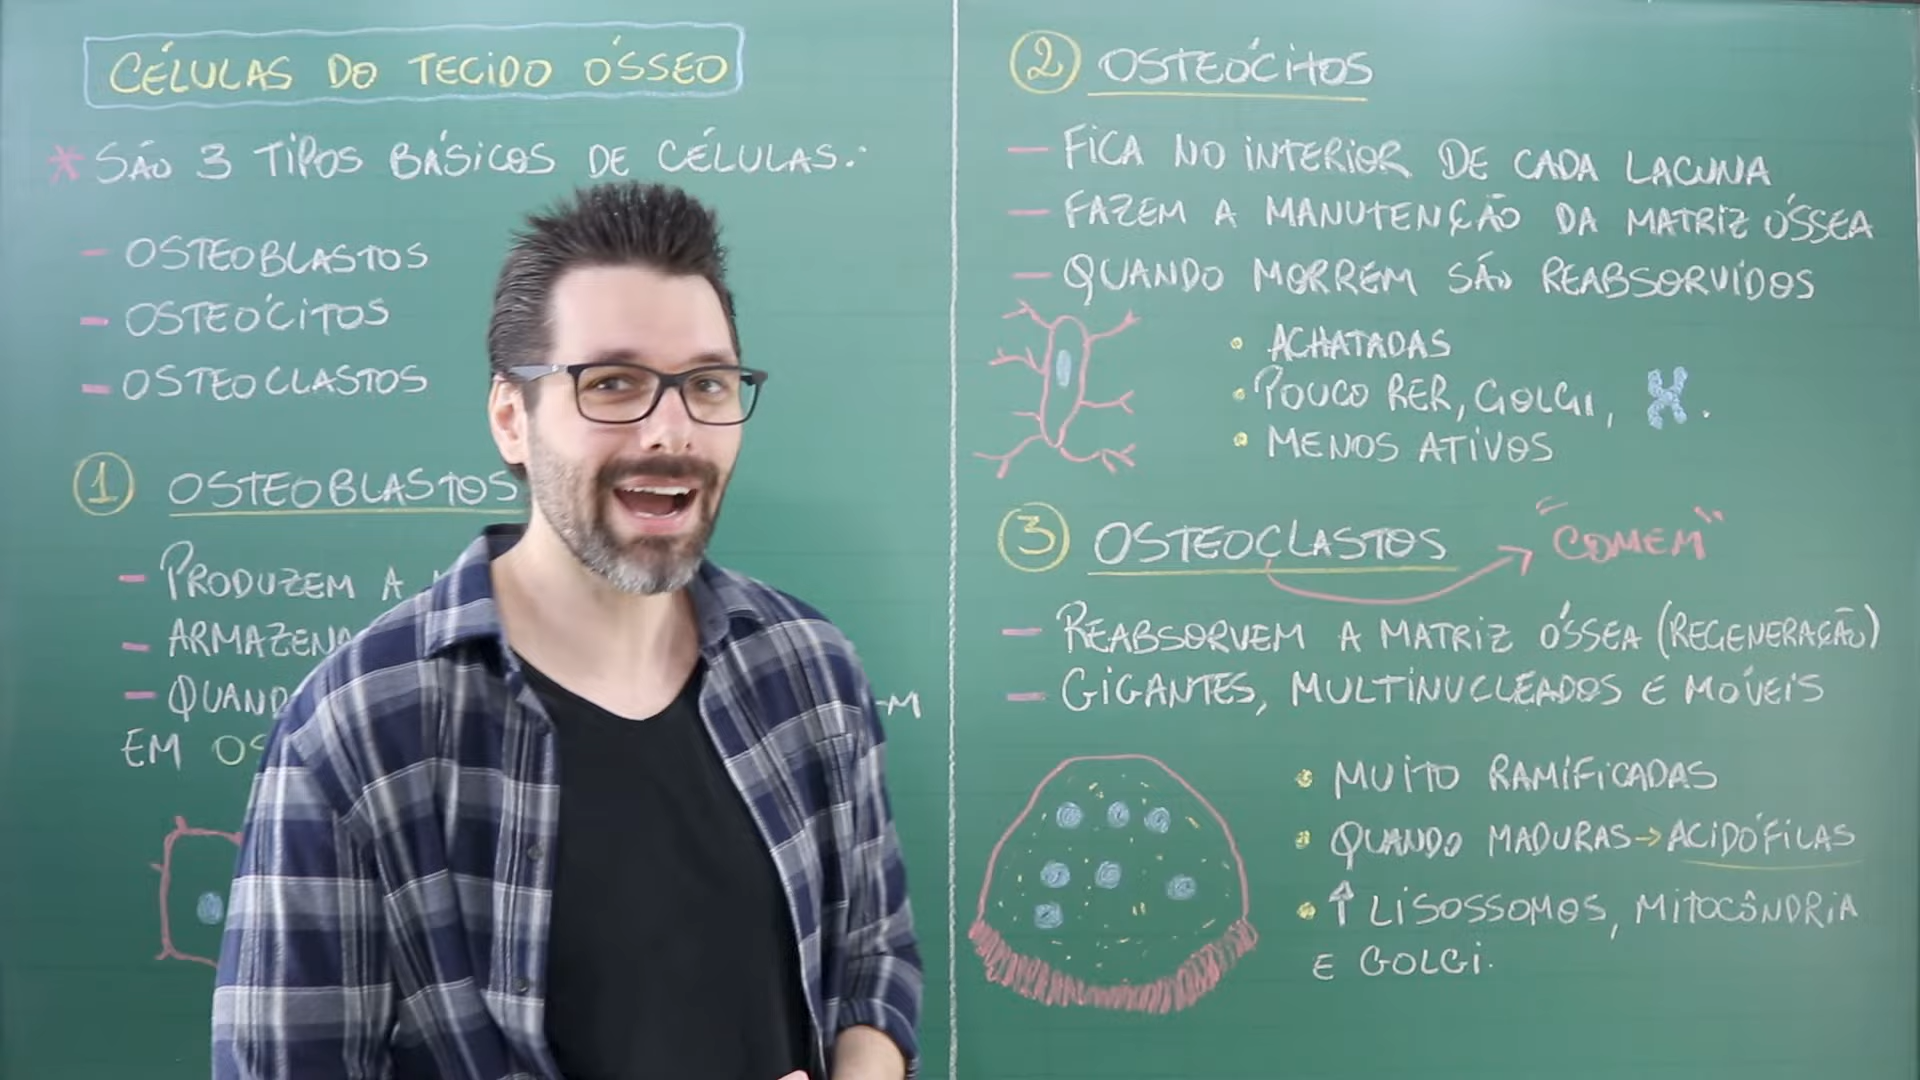 CÉLULAS DO TECIDO ÓSSEO
* SÃO 3 TIPOS BÁSICOS DE CÉLULAS:
- OSTEOBLASTOS
- OSTEÓCITOS
- OSTEOCLASTOS
1 OSTEOBLASTOS
- PRODUZEM A
- ARMAZENA
- QUAND
EM OS
2 OSTEÓCITOS
- FICA NO INTERIOR DE CADA LACUNA
- FAZEM A MANUTENÇÃO DA MATRIZ ÓSSEA
- QUANDO MORREM SÃO REABSORVIDOS
• ACHATADAS
• POUCO RER, GOLGI, .
• MENOS ATIVOS
3 OSTEOCLASTOS → "COMEM"
- REABSORVEM A MATRIZ ÓSSEA (REGENERAÇÃO)
- GIGANTES, MULTINUCLEADOS E MÓVEIS
• MUITO RAMIFICADAS
• QUANDO MADURAS → ACIDÓFILAS
• ↑ LISOSSOMOS, MITOCÔNDRIA
E GOLGI.